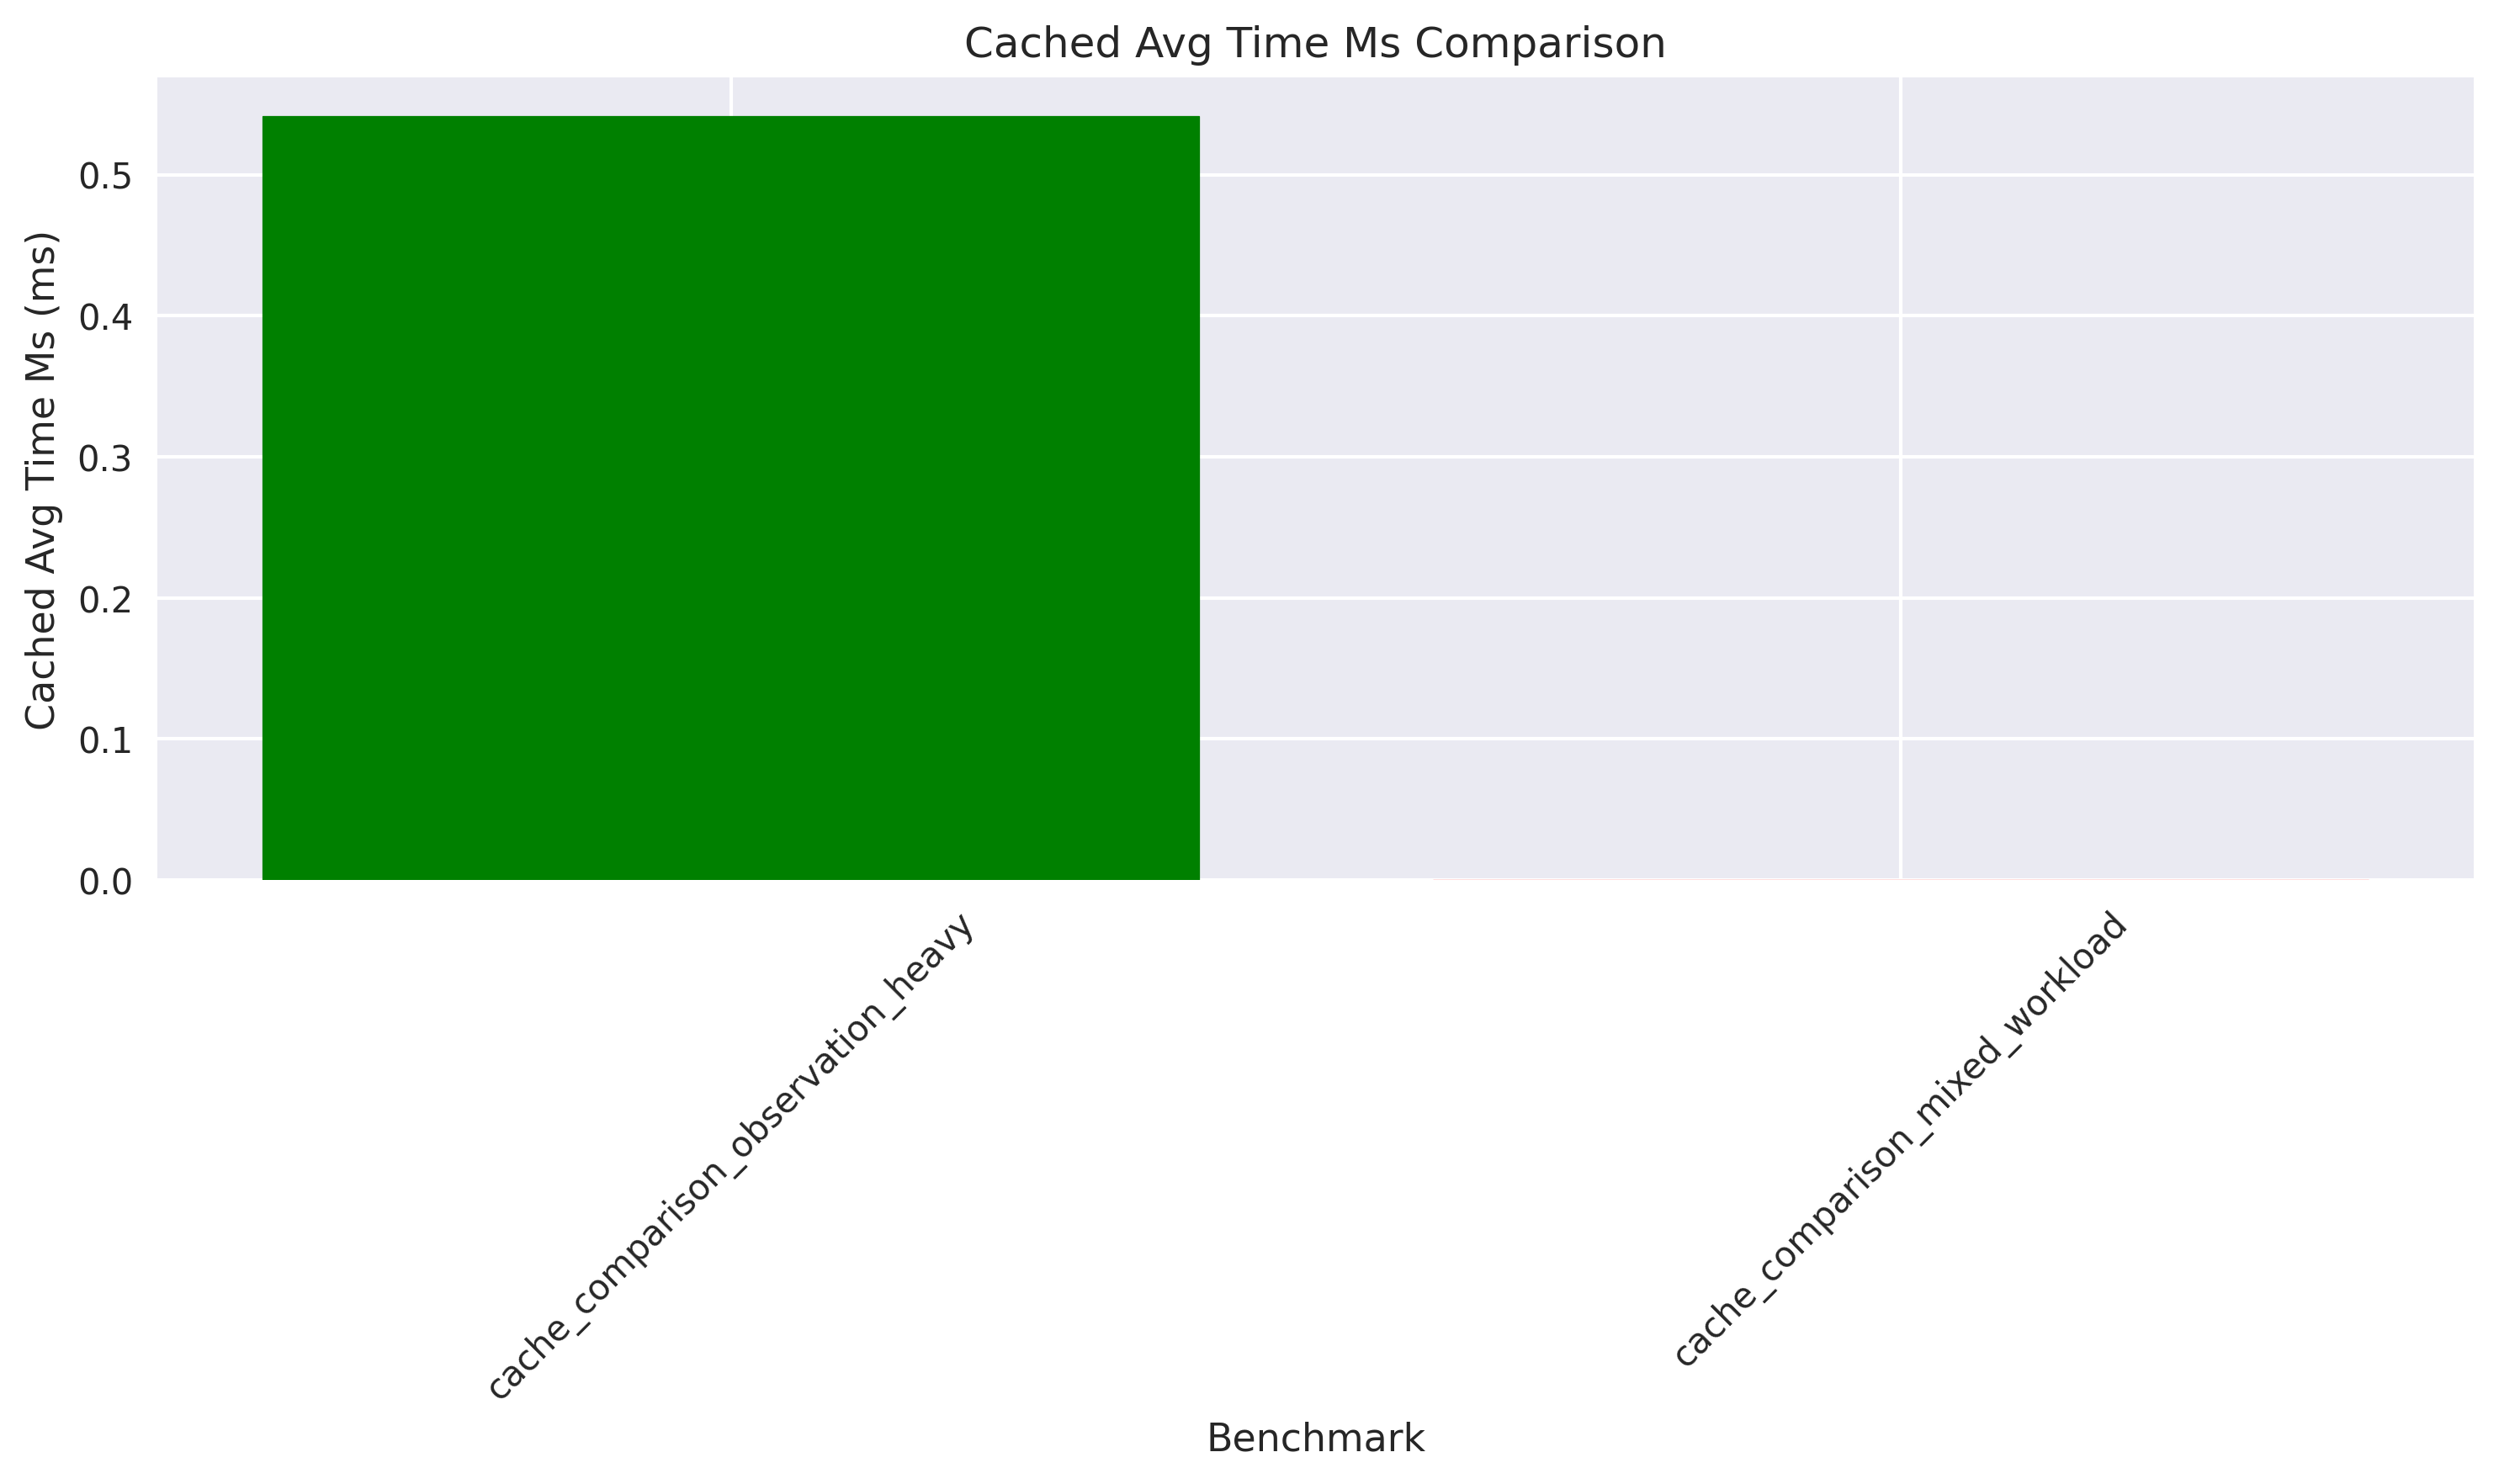 Cached Avg Time Ms Comparison
Cached Avg Time Ms (ms)
0.5
0.4
0.3
0.2
0.1
0.0
cache_comparison_observation_heavy
cache_comparison_mixed_workload
Benchmark